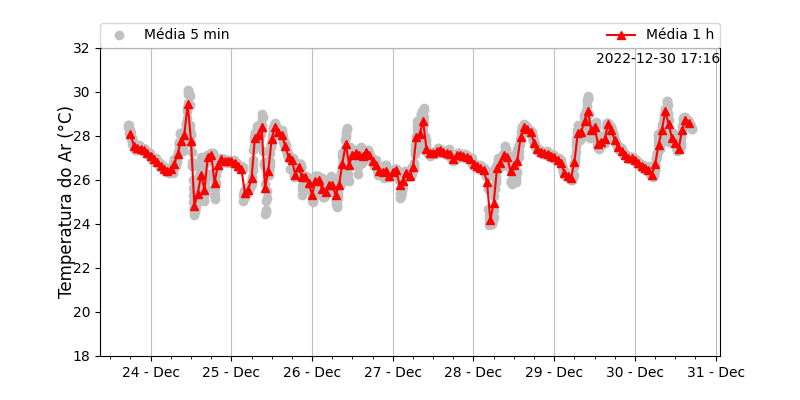 Média 5 min
Média 1 h
2022-12-30 17:16
Temperatura do Ar (°C)
32
30
28
26
24
22
20
18
24 - Dec
25 - Dec
26 - Dec
27 - Dec
28 - Dec
29 - Dec
30 - Dec
31 - Dec